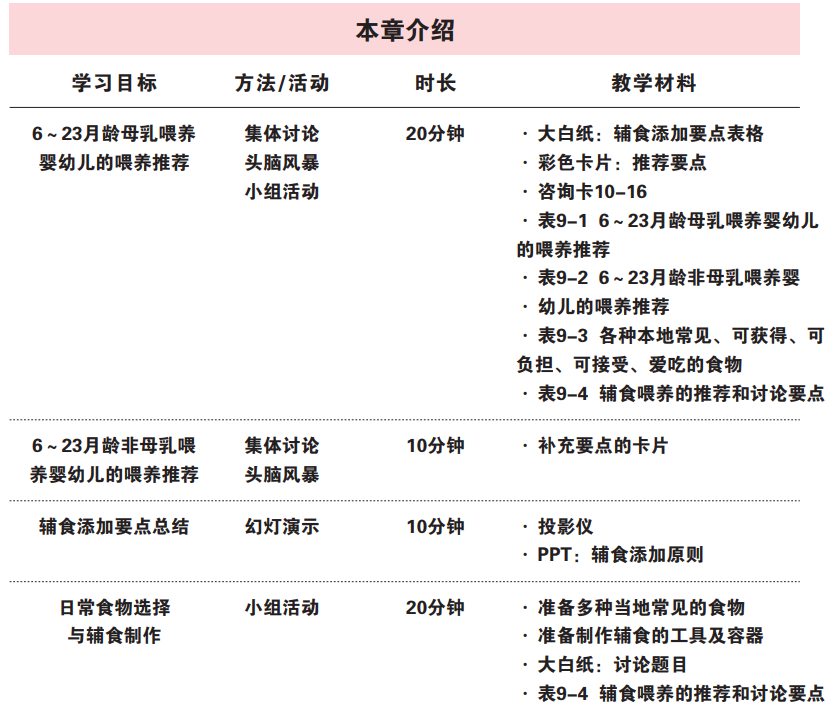 本章介绍
学习目标 方法/活动 时长 教学材料
6~23月龄母乳喂养
婴幼儿的喂养推荐
集体讨论
头脑风暴
小组活动
20分钟
· 大白纸：辅食添加要点表格
· 彩色卡片：推荐要点
· 咨询卡10-16
· 表9-1 6~23月龄母乳喂养婴幼儿
的喂养推荐
· 表9-2 6~23月龄非母乳喂养婴
· 幼儿的喂养推荐
· 表9-3 各种本地常见、可获得、可
负担、可接受、爱吃的食物
· 表9-4 辅食喂养的推荐和讨论要点
6~23月龄非母乳喂
养婴幼儿的喂养推荐
集体讨论
头脑风暴
10分钟
· 补充要点的卡片
辅食添加要点总结
幻灯演示
10分钟
· 投影仪
· PPT：辅食添加原则
日常食物选择
与辅食制作
小组活动
20分钟
· 准备多种当地常见的食物
· 准备制作辅食的工具及容器
· 大白纸：讨论题目
· 表9-4 辅食喂养的推荐和讨论要点